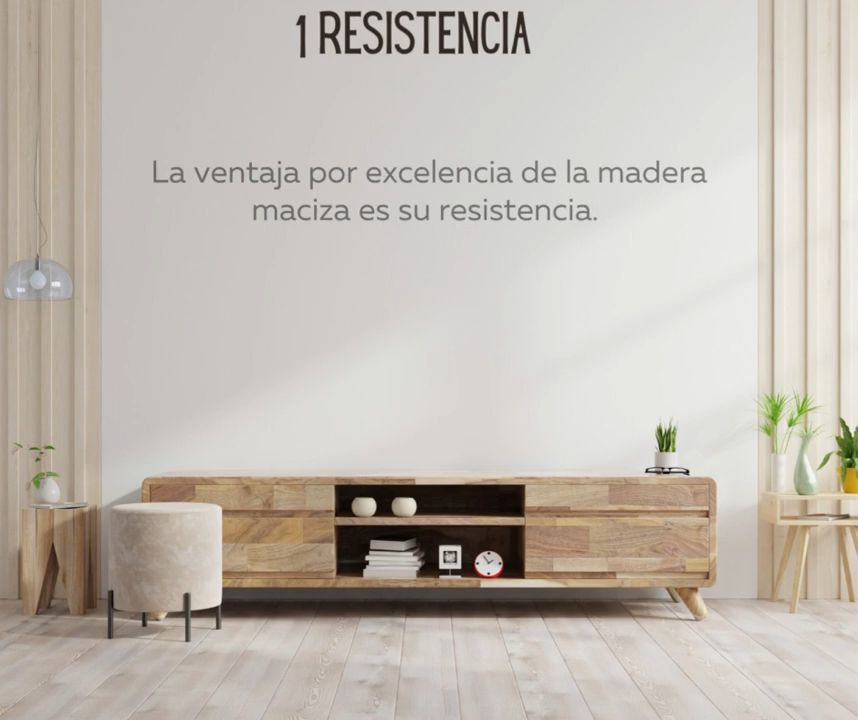 1 RESISTENCIA
La ventaja por excelencia de la madera
maciza es su resistencia.